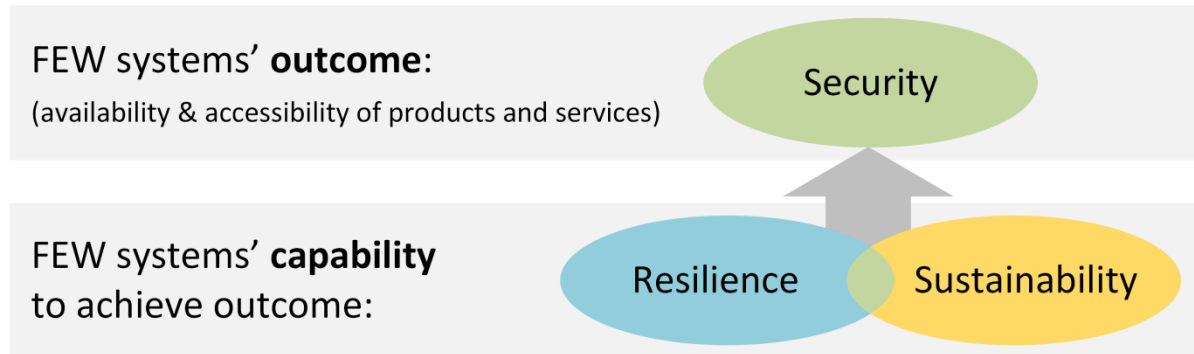 FEW systems’ outcome:
(availability & accessibility of products and services)
Security
FEW systems’ capability
to achieve outcome:
Resilience
Sustainability